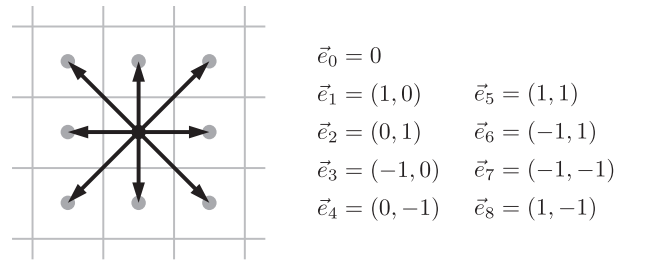 e⃗₀ = 0
e⃗₁ = (1, 0)
e⃗₂ = (0, 1)
e⃗₃ = (−1, 0)
e⃗₄ = (0, −1)
e⃗₅ = (1, 1)
e⃗₆ = (−1, 1)
e⃗₇ = (−1, −1)
e⃗₈ = (1, −1)